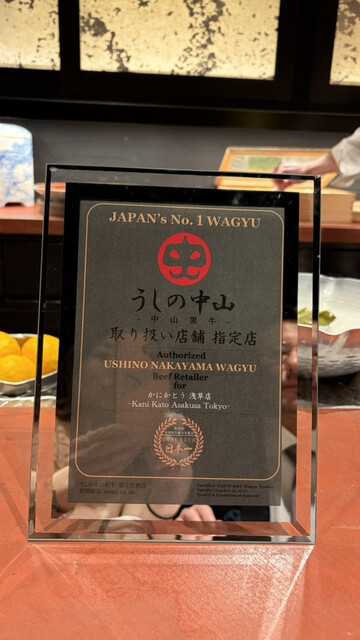 JAPAN's No. 1 WAGYU
うしの中山
- 中山黒牛 -
取り扱い店舗 指定店
Authorized
USHINO NAKAYAMA WAGYU
Beef Retailer
for
かにかとう 浅草店
-Kani Kato Asakusa Tokyo-
日本一